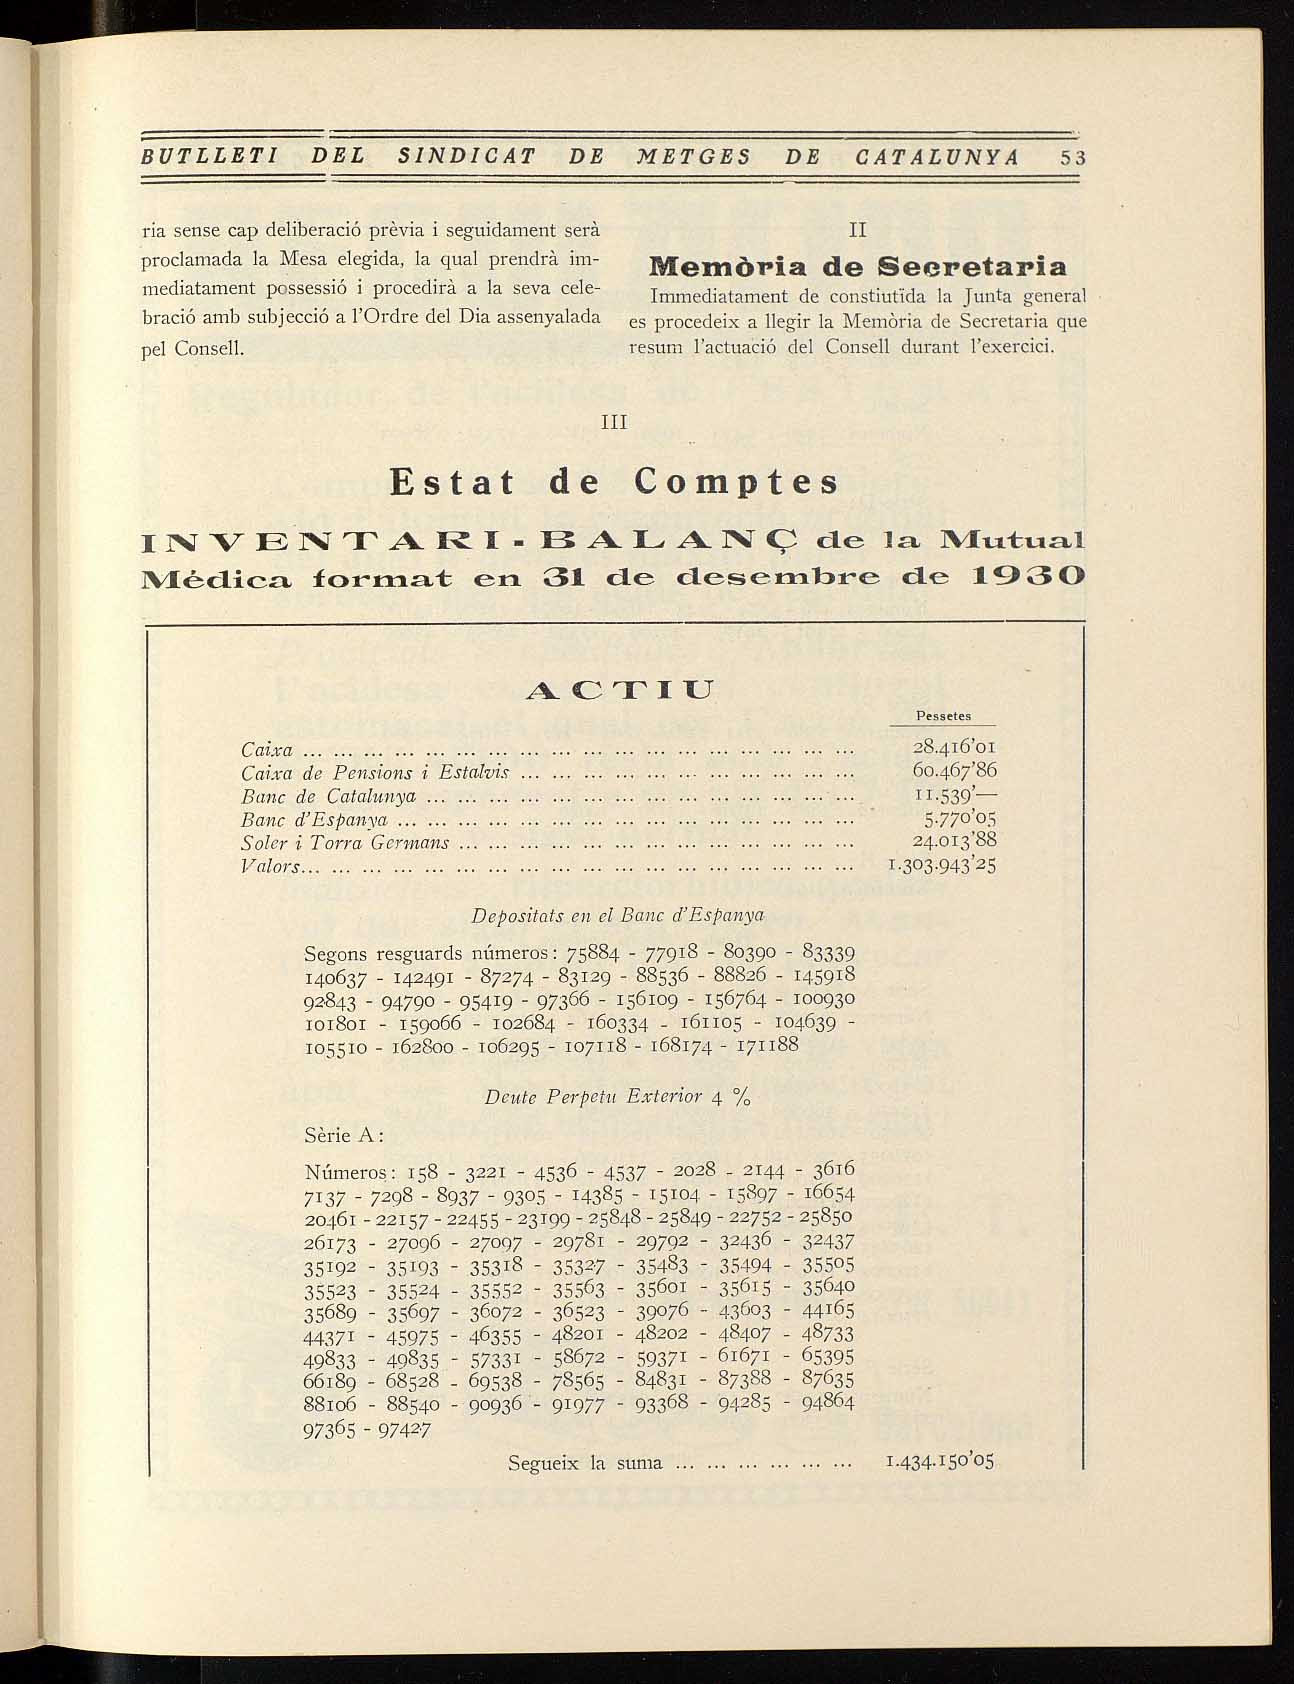 BUTLLETI DEL SINDICAT DE METGES DE CATALUNYA 53
ria sense cap deliberació prèvia i seguidament serà
proclamada la Mesa elegida, la qual prendrà im-
mediatament possessió i procedirà a la seva cele-
bració amb subjecció a l'Ordre del Dia assenyalada
pel Consell.
II
Memòria de Secretaria
Immediatament de constiutïda la Junta general
es procedeix a llegir la Memòria de Secretaria que
resum l'actuació del Consell durant l'exercici.
III
Estat de Comptes
INVENTARI-BALANÇ de la Mutual
Médica format en 31 de desembre de 1930
ACTIU
Pessetes
Caixa ... ... ... ... ... ... ... ... ... ... ... ... ... ... ... ... ... ... 28.416'01
Caixa de Pensions i Estalvis ... ... ... ... ... ... ... ... ... ... ... 60.467'86
Banc de Catalunya ... ... ... ... ... ... ... ... ... ... ... ... ... ... 11.539'—
Banc d'Espanya ... ... ... ... ... ... ... ... ... ... ... ... ... ... ... 5.770'05
Soler i Torra Germans ... ... ... ... ... ... ... ... ... ... ... ... ... 24.013'88
Valors... ... ... ... ... ... ... ... ... ... ... ... ... ... ... ... ... ... 1.303.943'25
Depositats en el Banc d'Espanya
Segons resguards números: 75884 - 77918 - 80390 - 83339
140637 - 142491 - 87274 - 83129 - 88536 - 88826 - 145918
92843 - 94790 - 95419 - 97366 - 156109 - 156764 - 100930
101801 - 159066 - 102684 - 160334 - 161105 - 104639 -
105510 - 162800 - 106295 - 107118 - 168174 - 171188
Deute Perpetu Exterior 4 %
Sèrie A:
Números: 158 - 3221 - 4536 - 4537 - 2028 - 2144 - 3616
7137 - 7298 - 8937 - 9305 - 14385 - 15104 - 15897 - 16654
20461 - 22157 - 22455 - 23199 - 25848 - 25849 - 22752 - 25850
26173 - 27096 - 27097 - 29781 - 29792 - 32436 - 32437
35192 - 35193 - 35318 - 35327 - 35483 - 35494 - 35505
35523 - 35524 - 35552 - 35563 - 35601 - 35615 - 35640
35689 - 35697 - 36072 - 36523 - 39076 - 43603 - 44165
44371 - 45975 - 46355 - 48201 - 48202 - 48407 - 48733
49833 - 49835 - 57331 - 58672 - 59371 - 61671 - 65395
66189 - 68528 - 69538 - 78565 - 84831 - 87388 - 87635
88106 - 88540 - 90936 - 91977 - 93368 - 94285 - 94864
97365 - 97427
Segueix la suma ... ... ... ... ... ... 1.434.150'05